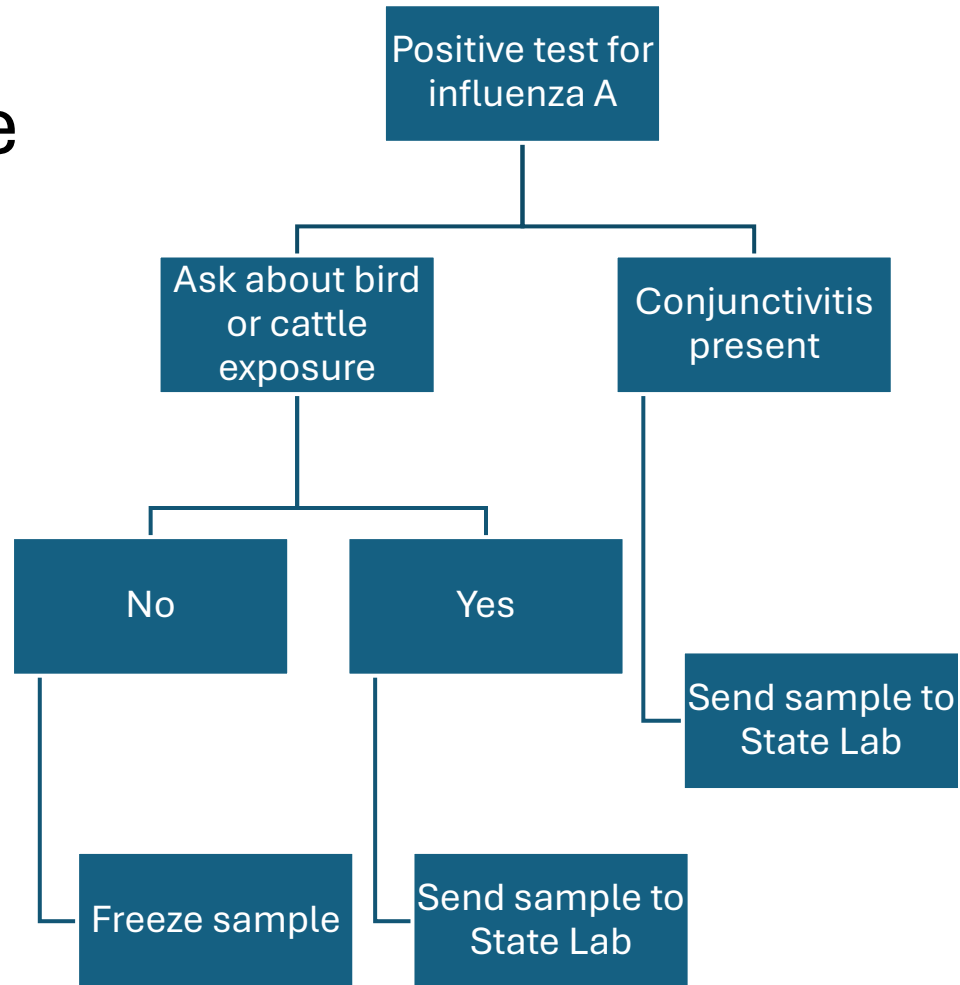 e
Positive test for
influenza A
Ask about bird
or cattle
exposure
Conjunctivitis
present
No
Yes
Send sample to
State Lab
Freeze sample
Send sample to
State Lab